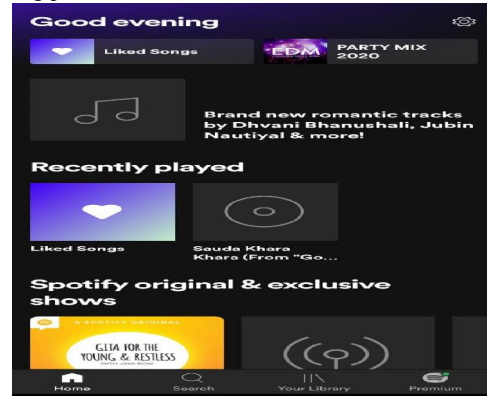 Good evening
Liked Songs
EDM
PARTY MIX
2020
Brand new romantic tracks
by Dhvani Bhanushali, Jubin
Nautiyal & more!
Recently played
Liked Songs
Sauda Khara
Khara (From "Go...
Spotify original & exclusive
shows
A SPOTIFY ORIGINAL
GITA FOR THE
YOUNG & RESTLESS
Home
Search
Your Library
Premium